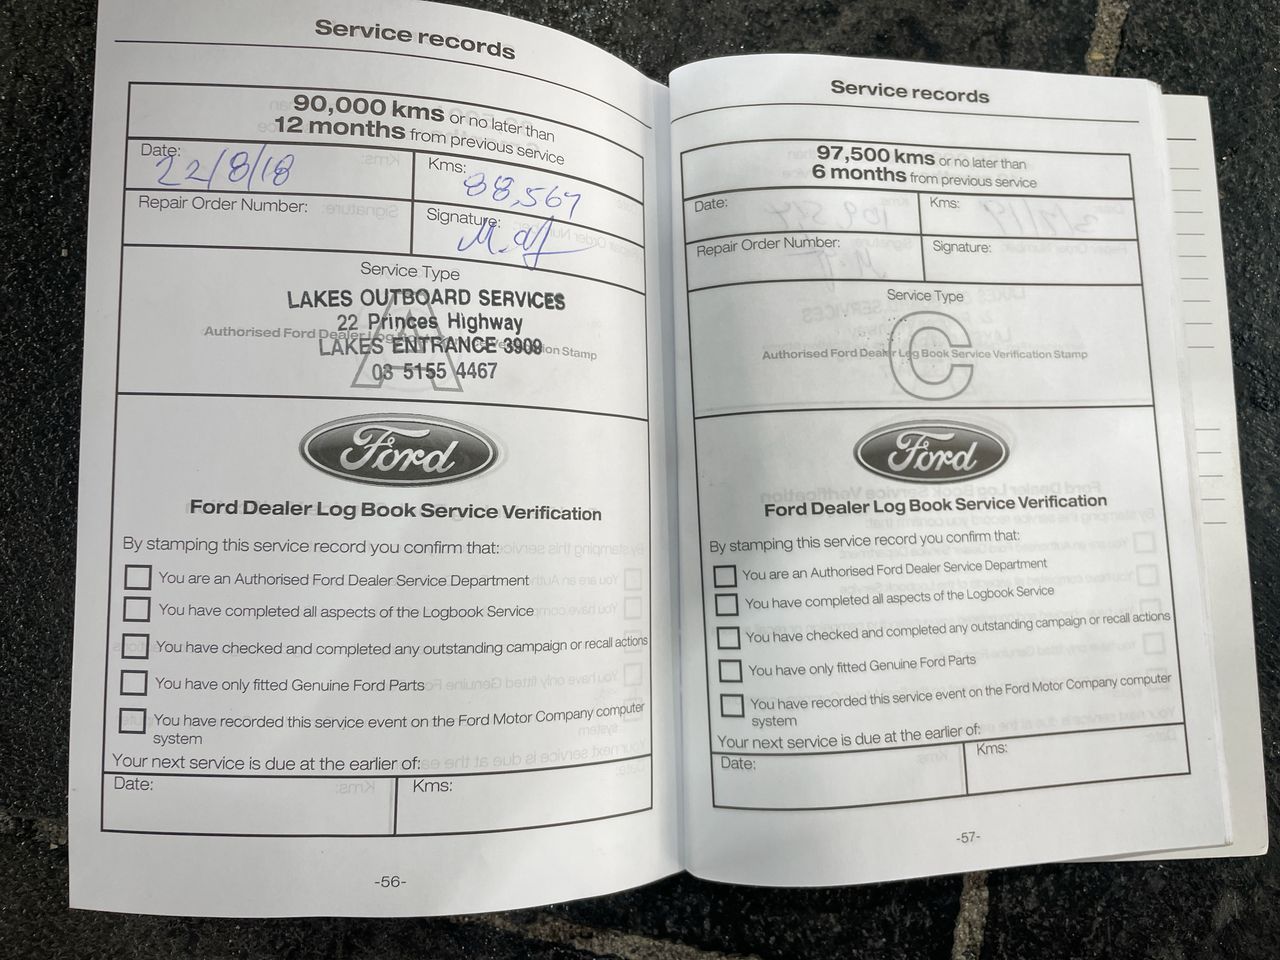 Service records
90,000 kms or no later than
12 months from previous service
Date:
22/8/18
Kms:
88,567
Repair Order Number:
Signature:
Service Type
A
LAKES OUTBOARD SERVICES
22 Princes Highway
Authorised Ford Dealer Log Book Service Verification Stamp
LAKES ENTRANCE 3909
03 5155 4467
Ford
Ford Dealer Log Book Service Verification
By stamping this service record you confirm that:
You are an Authorised Ford Dealer Service Department
You have completed all aspects of the Logbook Service
You have checked and completed any outstanding campaign or recall actions
You have only fitted Genuine Ford Parts
You have recorded this service event on the Ford Motor Company computer
system
Your next service is due at the earlier of:
Date:
Kms:
-56-
Service records
97,500 kms or no later than
6 months from previous service
Date:
Kms:
Repair Order Number:
Signature:
Service Type
C
Authorised Ford Dealer Log Book Service Verification Stamp
Ford
Ford Dealer Log Book Service Verification
By stamping this service record you confirm that:
You are an Authorised Ford Dealer Service Department
You have completed all aspects of the Logbook Service
You have checked and completed any outstanding campaign or recall actions
You have only fitted Genuine Ford Parts
You have recorded this service event on the Ford Motor Company computer
system
Your next service is due at the earlier of:
Date:
Kms:
-57-